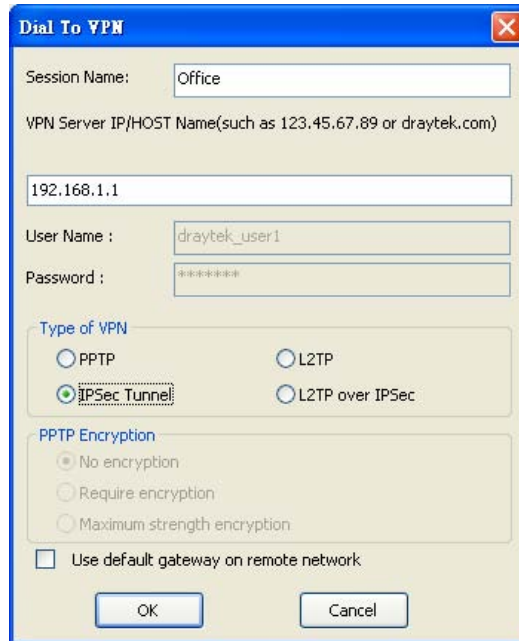 Dial To VPN
Session Name: Office
VPN Server IP/HOST Name(such as 123.45.67.89 or draytek.com)
192.168.1.1
User Name : draytek_user1
Password : *******
Type of VPN
PPTP L2TP
IPSec Tunnel L2TP over IPSec
PPTP Encryption
No encryption
Require encryption
Maximum strength encryption
Use default gateway on remote network
OK Cancel